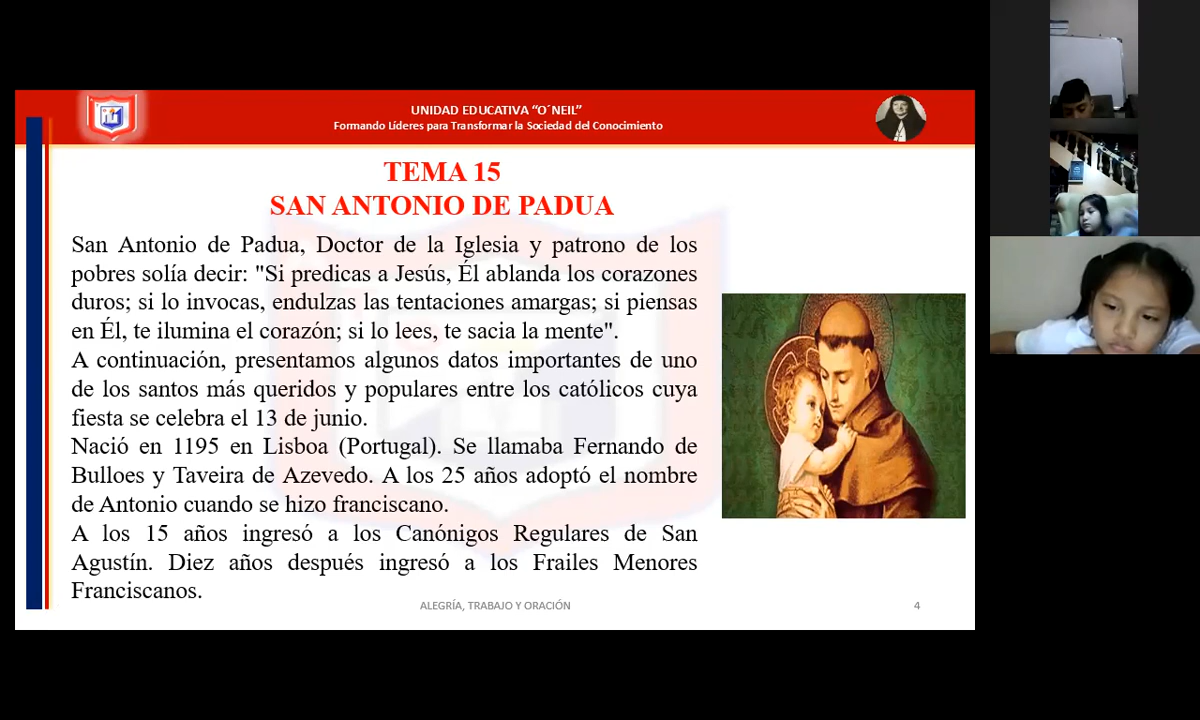 UNIDAD EDUCATIVA “O´NEIL”
Formando Líderes para Transformar la Sociedad del Conocimiento
TEMA 15
SAN ANTONIO DE PADUA
San Antonio de Padua, Doctor de la Iglesia y patrono de los
pobres solía decir: "Si predicas a Jesús, Él ablanda los corazones
duros; si lo invocas, endulzas las tentaciones amargas; si piensas
en Él, te ilumina el corazón; si lo lees, te sacia la mente".
A continuación, presentamos algunos datos importantes de uno
de los santos más queridos y populares entre los católicos cuya
fiesta se celebra el 13 de junio.
Nació en 1195 en Lisboa (Portugal). Se llamaba Fernando de
Bulloes y Taveira de Azevedo. A los 25 años adoptó el nombre
de Antonio cuando se hizo franciscano.
A los 15 años ingresó a los Canónigos Regulares de San
Agustín. Diez años después ingresó a los Frailes Menores
Franciscanos.
ALEGRÍA, TRABAJO Y ORACIÓN
4